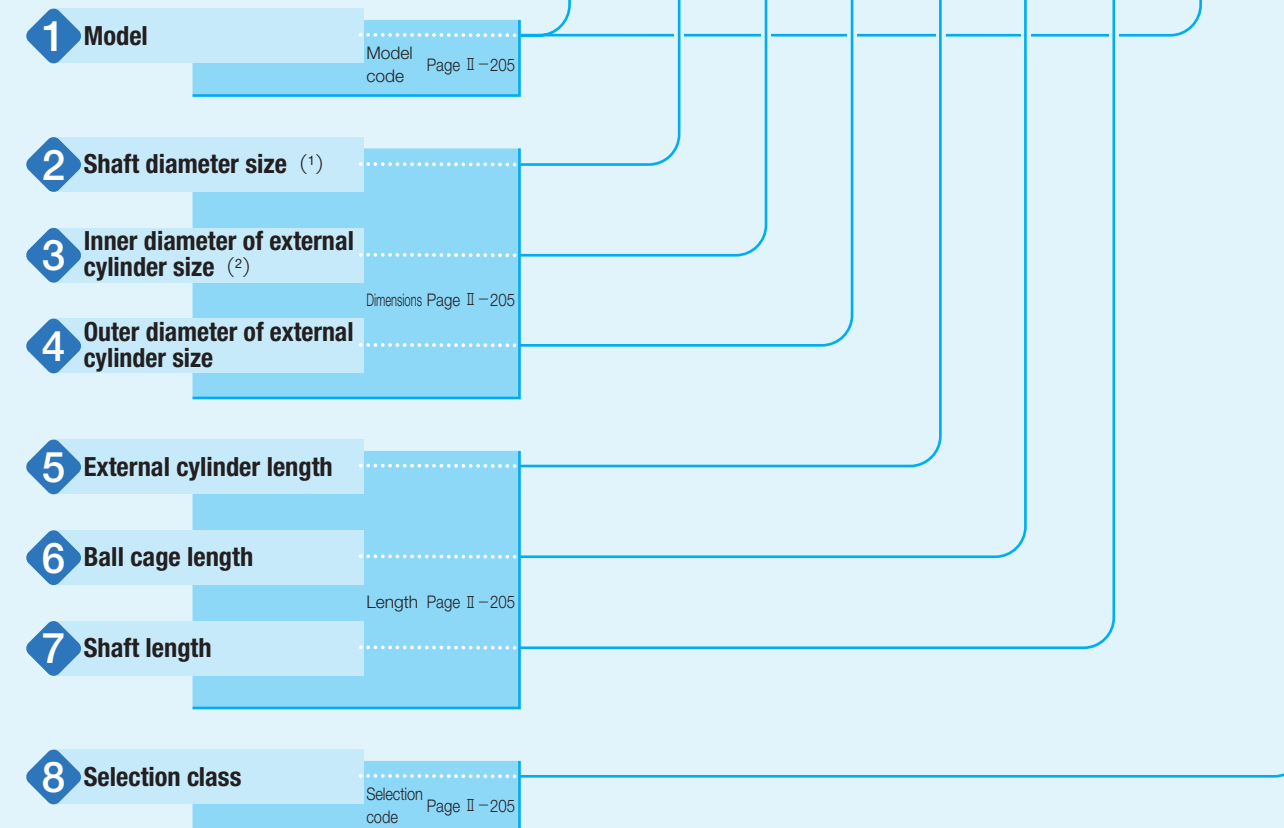 1 Model
Model
code Page Ⅱ－205
2 Shaft diameter size (¹)
3 Inner diameter of external
cylinder size (²)
Dimensions Page Ⅱ－205
4 Outer diameter of external
cylinder size
5 External cylinder length
6 Ball cage length
Length Page Ⅱ－205
7 Shaft length
8 Selection class
Selection
code Page Ⅱ－205